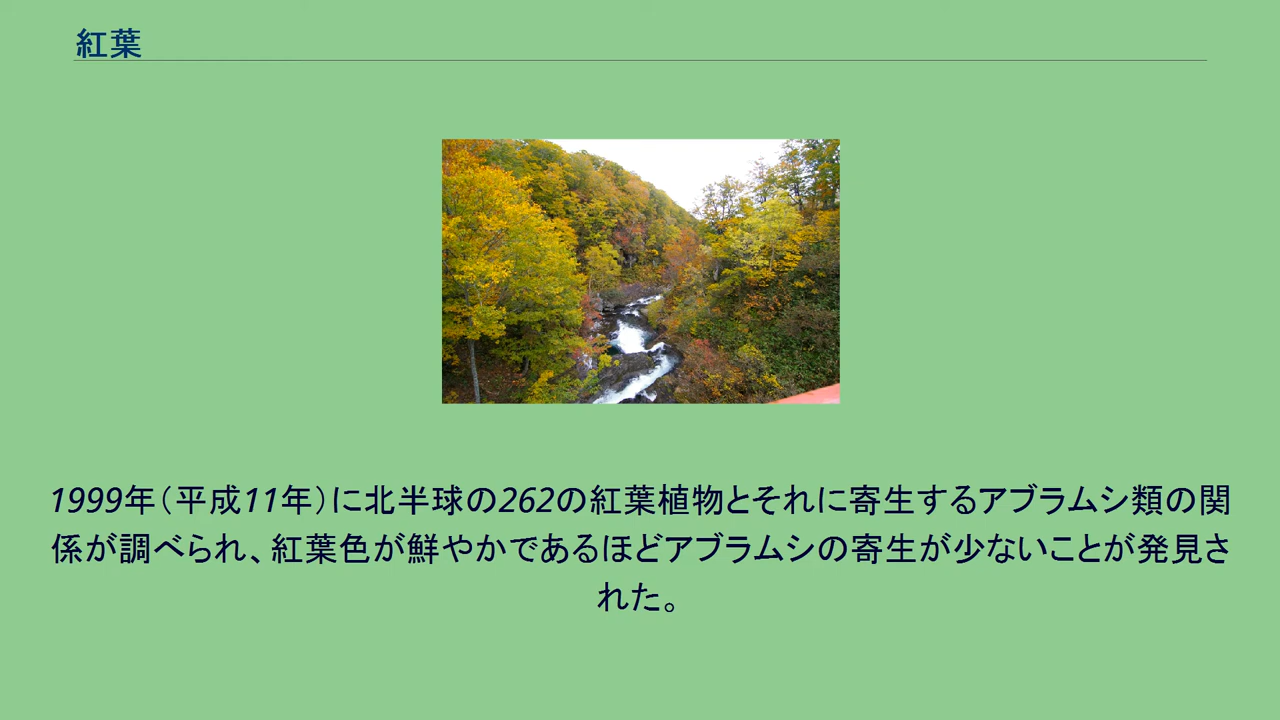 紅葉
1999年（平成11年）に北半球の262の紅葉植物とそれに寄生するアブラムシ類の関
係が調べられ、紅葉色が鮮やかであるほどアブラムシの寄生が少ないことが発見さ
れた。